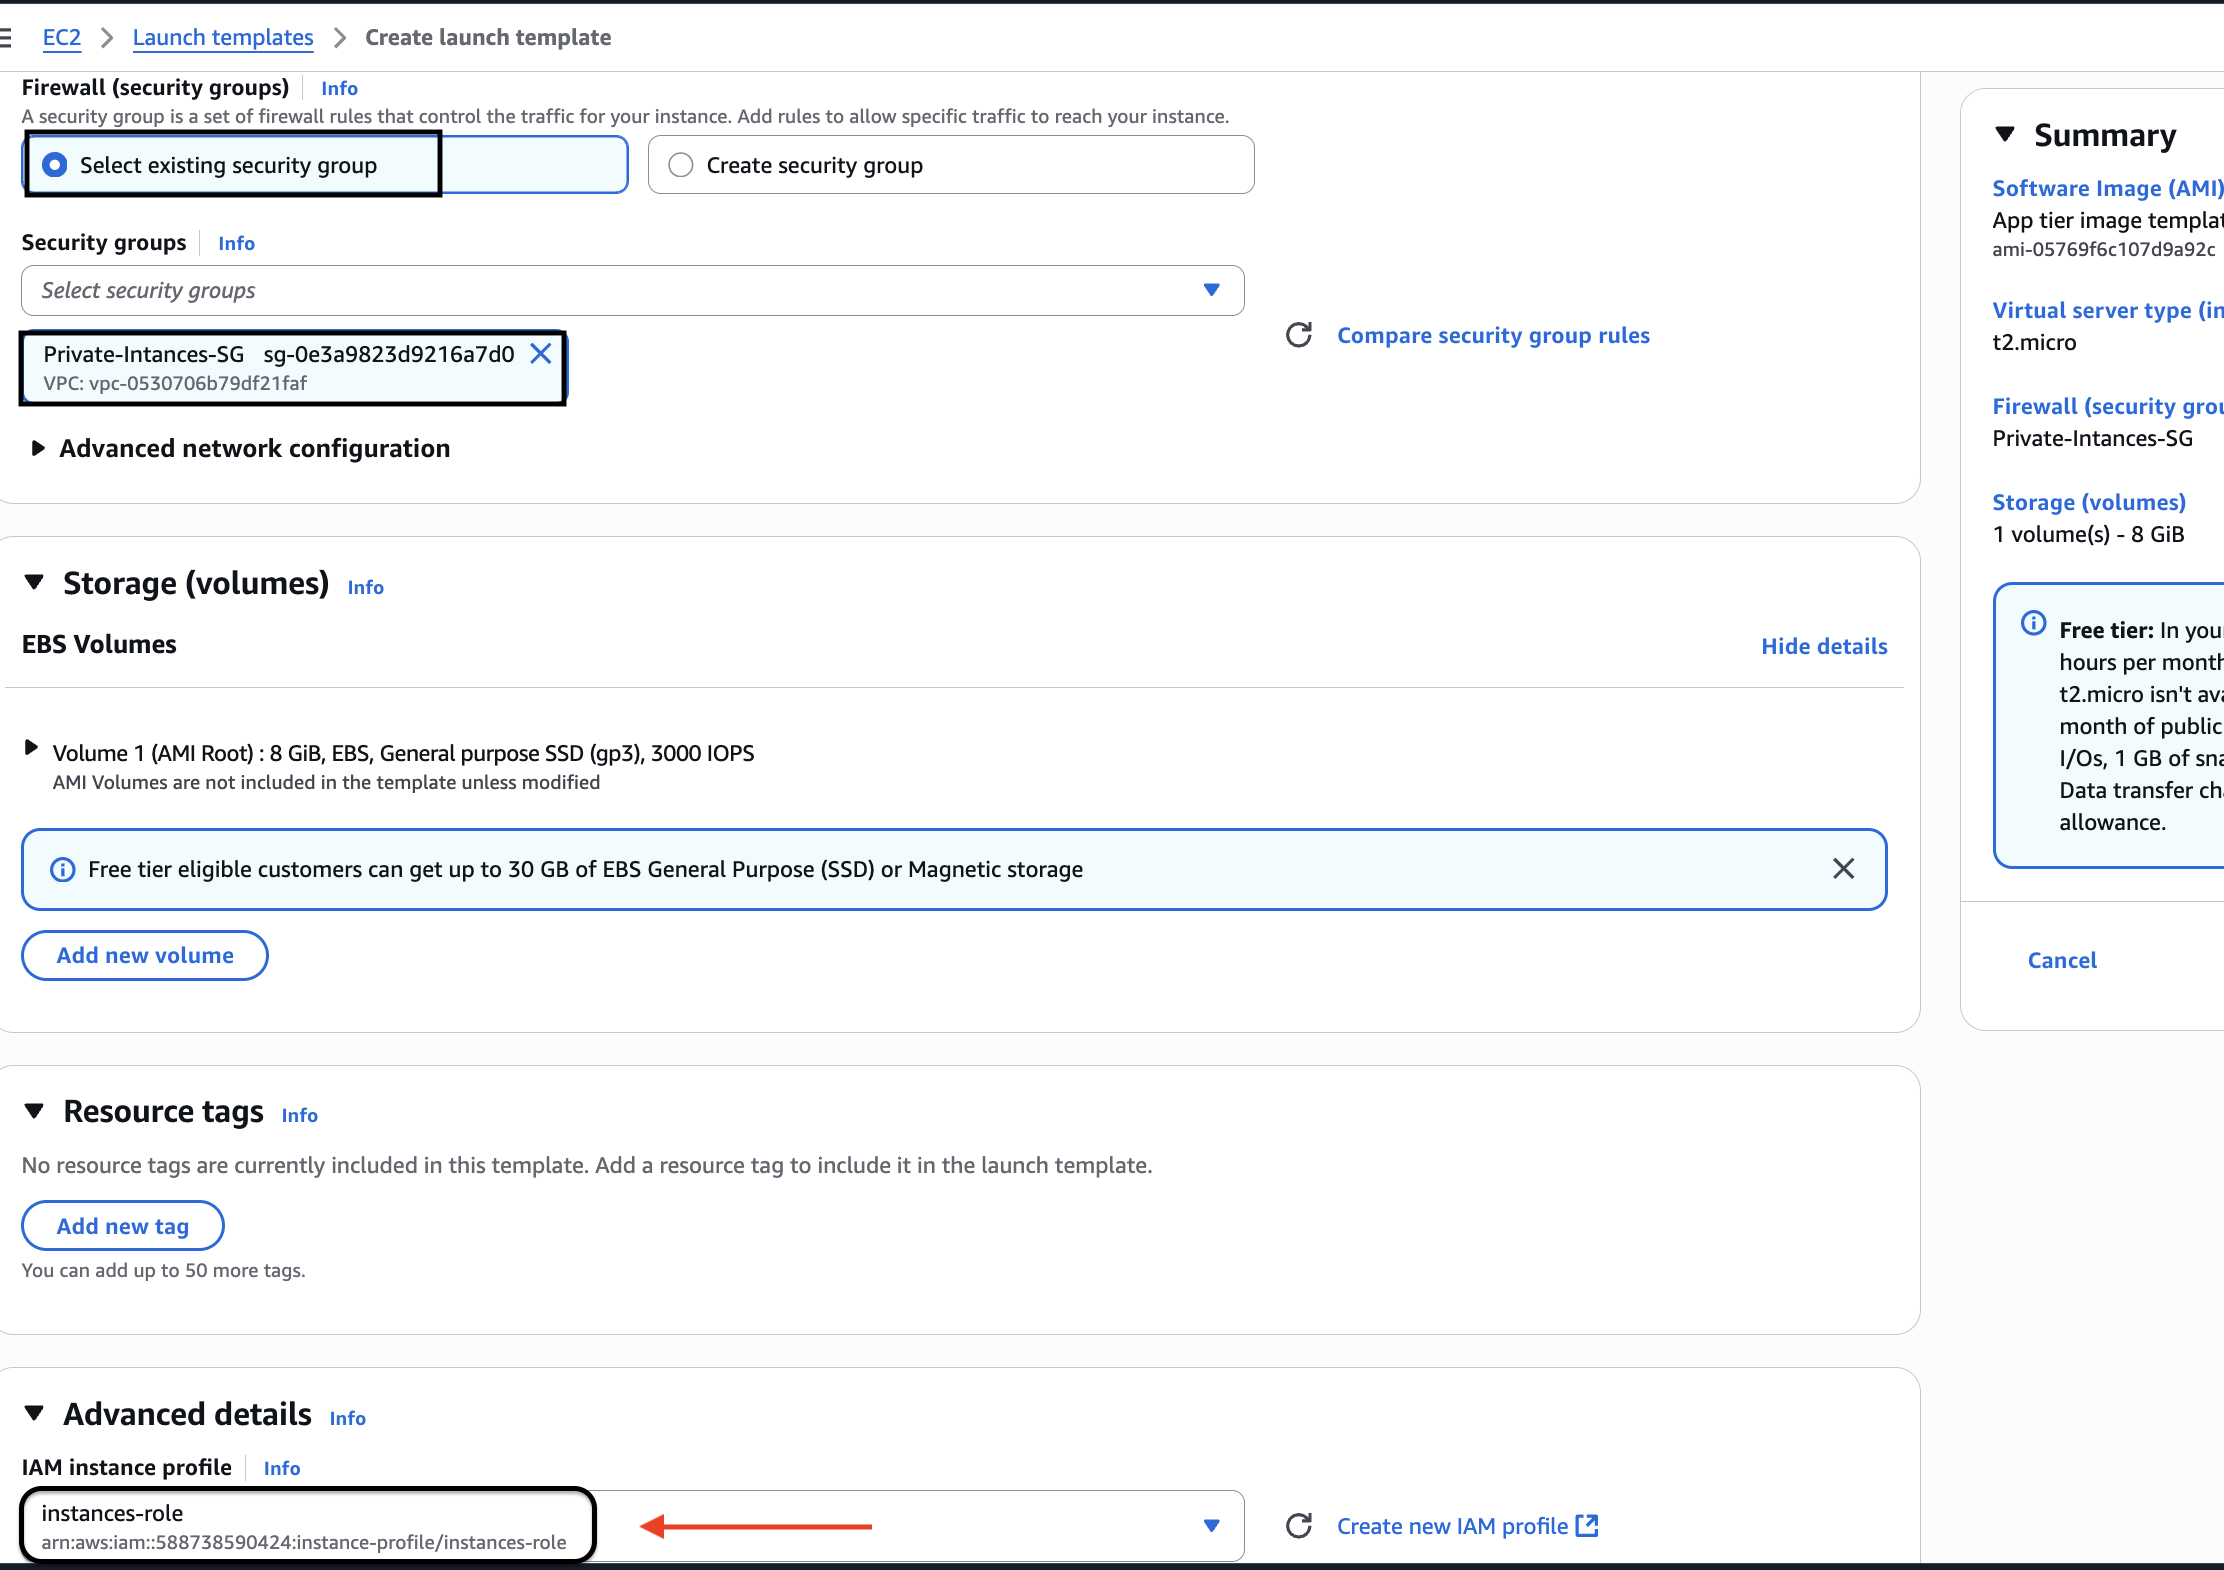 EC2 > Launch templates > Create launch template
Firewall (security groups) Info
A security group is a set of firewall rules that control the traffic for your instance. Add rules to allow specific traffic to reach your instance.
Select existing security group
Create security group
Security groups Info
Select security groups
Private-Intances-SG sg-0e3a9823d9216a7d0
VPC: vpc-0530706b79df21faf
Compare security group rules
Advanced network configuration
Storage (volumes) Info
EBS Volumes
Hide details
Volume 1 (AMI Root) : 8 GiB, EBS, General purpose SSD (gp3), 3000 IOPS
AMI Volumes are not included in the template unless modified
Free tier eligible customers can get up to 30 GB of EBS General Purpose (SSD) or Magnetic storage
Add new volume
Resource tags Info
No resource tags are currently included in this template. Add a resource tag to include it in the launch template.
Add new tag
You can add up to 50 more tags.
Advanced details Info
IAM instance profile Info
instances-role
arn:aws:iam::588738590424:instance-profile/instances-role
Create new IAM profile
Summary
Software Image (AMI)
App tier image
ami-05769f6c107d9a92c
Virtual server type
t2.micro
Firewall (security
Private-Intances-SG
Storage (volumes)
1 volume(s) - 8 GiB
Free tier: In
hours per month
t2.micro isn't
month of public
I/Os, 1 GB of
Data transfer
allowance.
Cancel